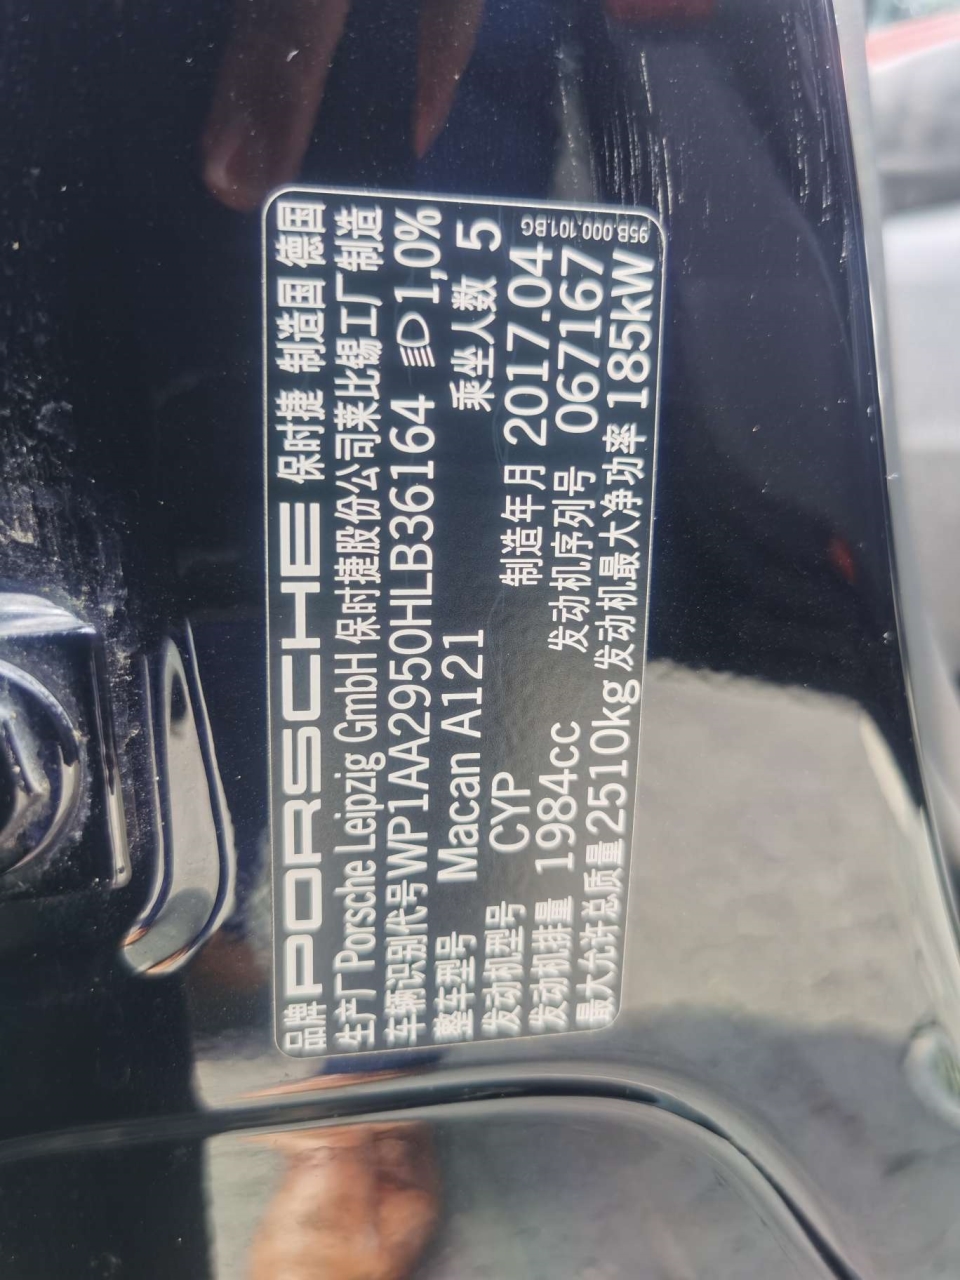 品牌 PORSCHE 保时捷 制造国 德国
生产厂 Porsche Leipzig GmbH 保时捷股份公司莱比锡工厂制造
车辆识别代号 WP1AA2950HLB36164 1,0%
整车型号 Macan A121 乘坐人数 5
发动机型号 CYP 制造年月 2017.04
发动机排量 1984cc 发动机序列号 067167
最大允许总质量 2510kg 发动机最大净功率 185kW
95B.000.101.BG